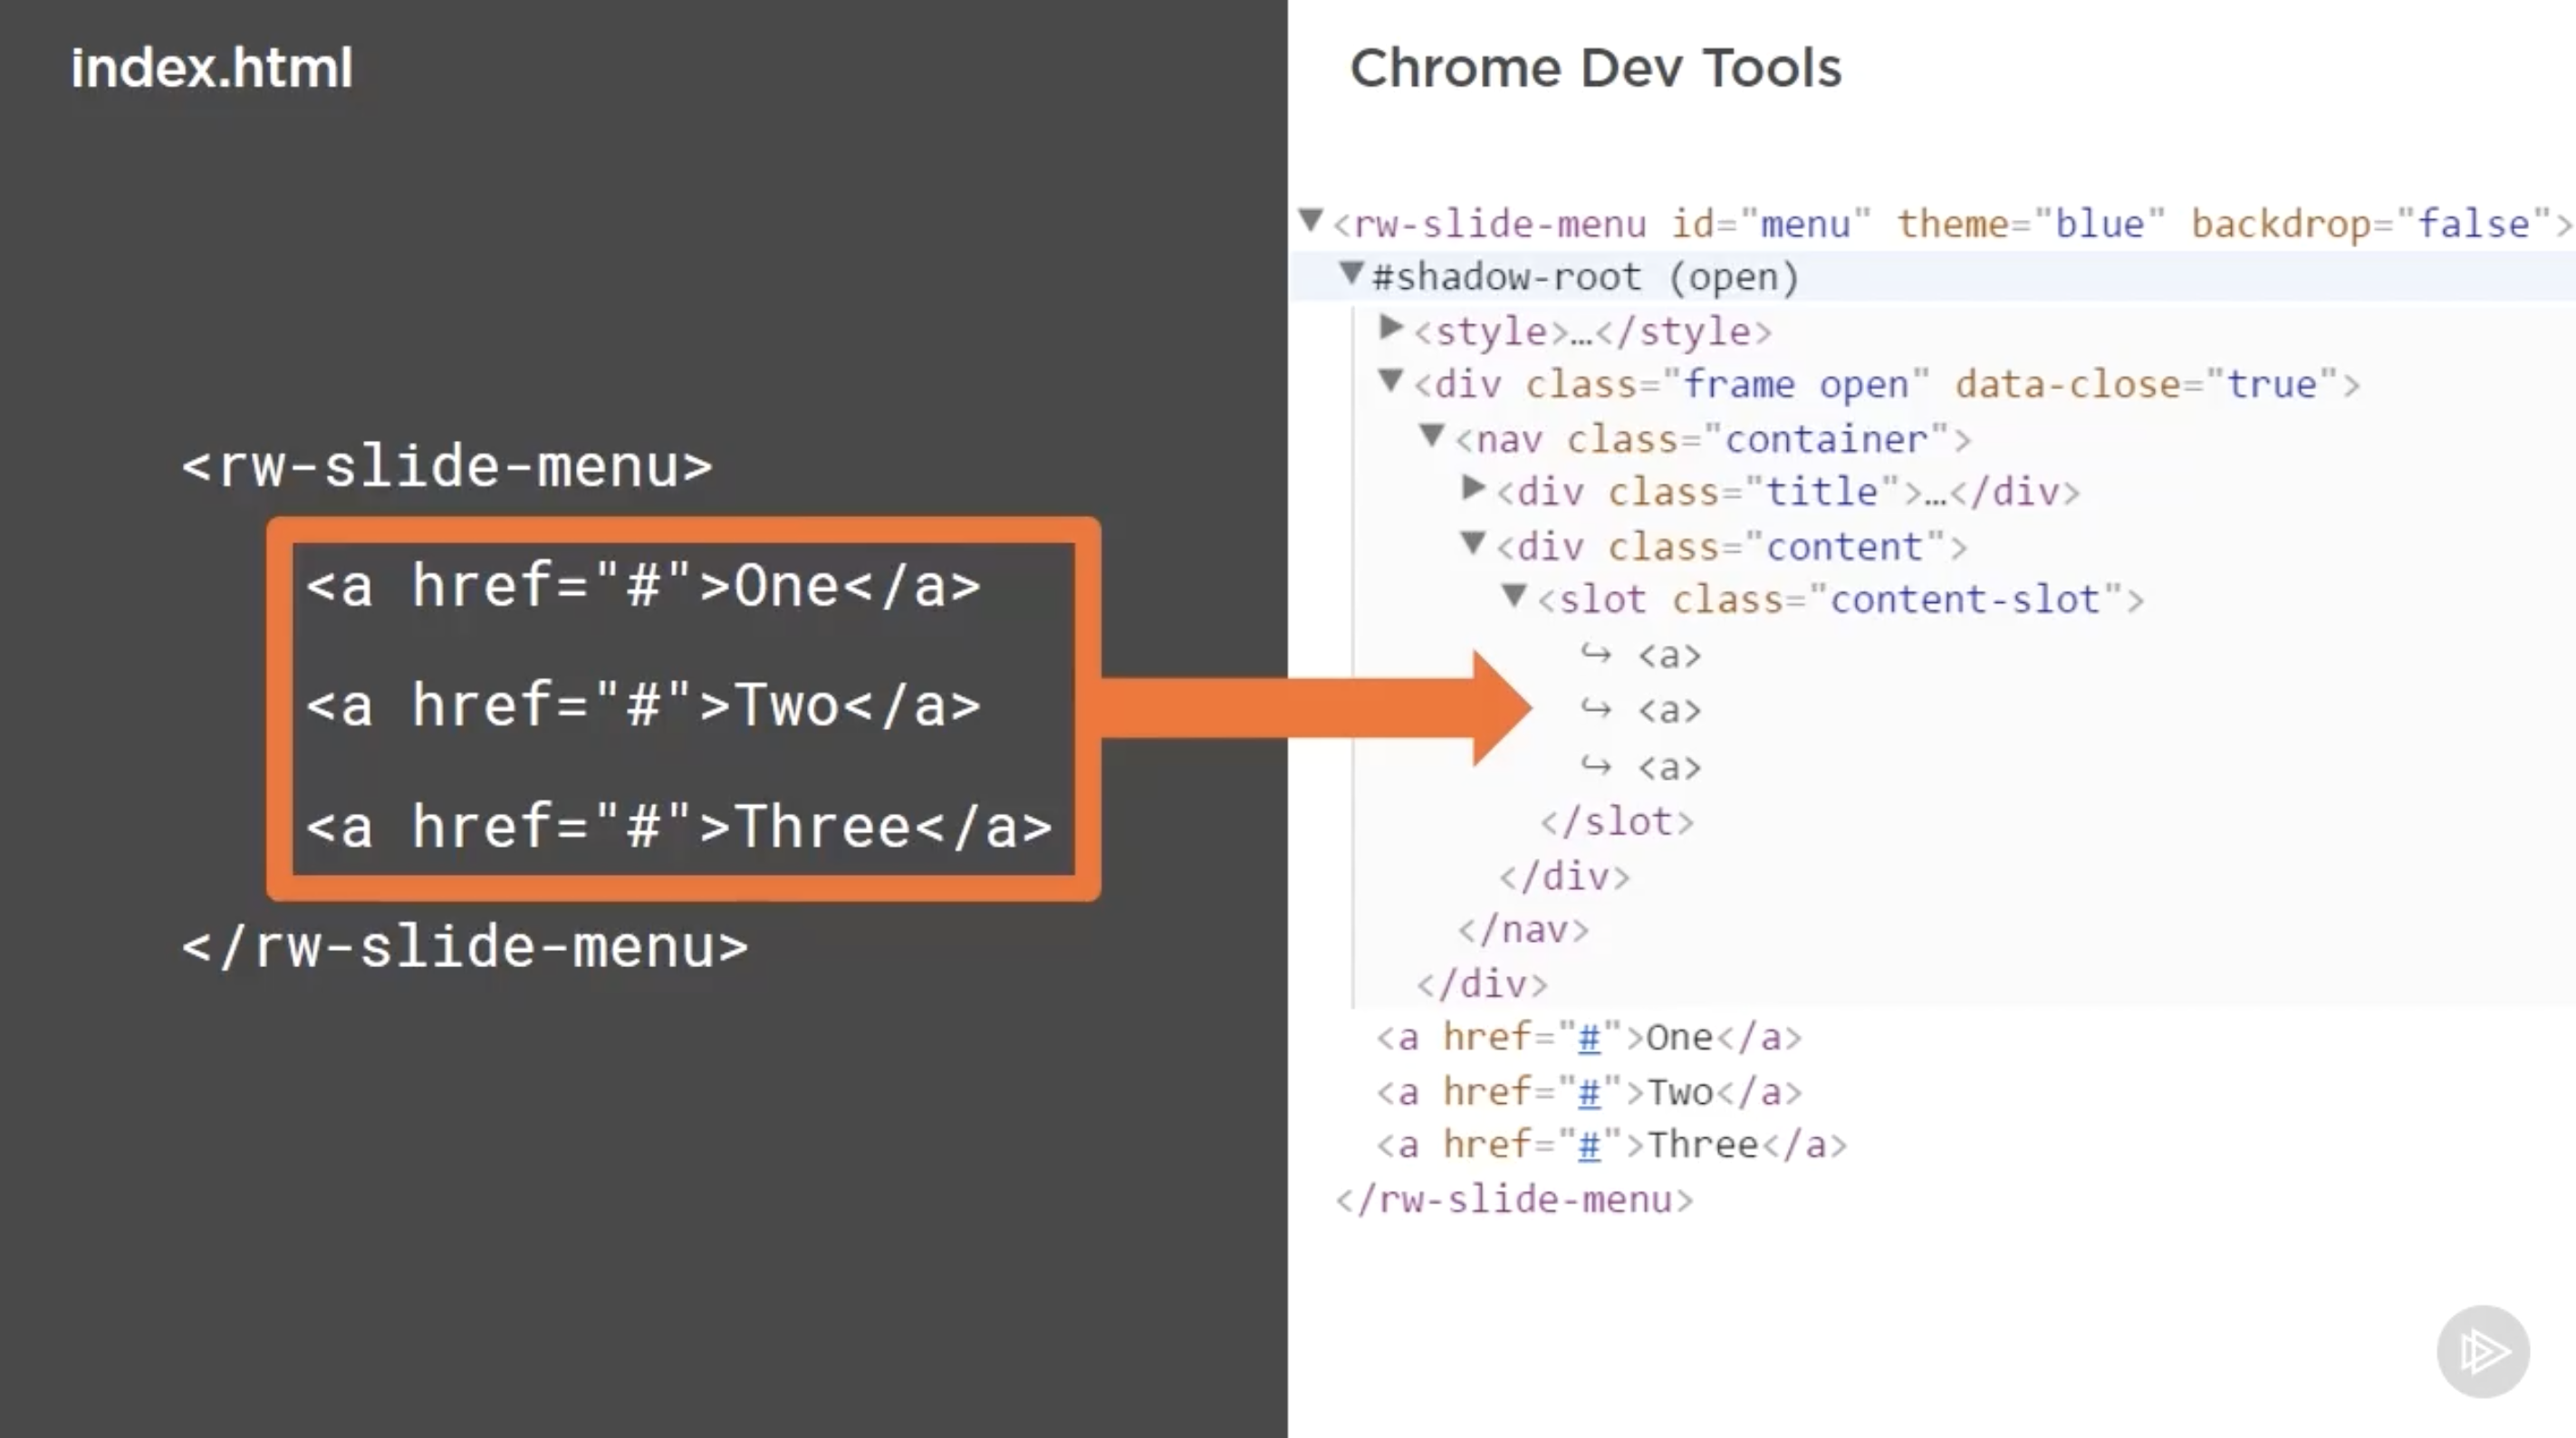 index.html
<rw-slide-menu>
<a href="#">One</a>
<a href="#">Two</a>
<a href="#">Three</a>
</rw-slide-menu>
Chrome Dev Tools
<rw-slide-menu id="menu" theme="blue" backdrop="false">
#shadow-root (open)
<style>…</style>
<div class="frame open" data-close="true">
<nav class="container">
<div class="title">…</div>
<div class="content">
<slot class="content-slot">
↪ <a>
↪ <a>
↪ <a>
</slot>
</div>
</nav>
</div>
<a href="#">One</a>
<a href="#">Two</a>
<a href="#">Three</a>
</rw-slide-menu>